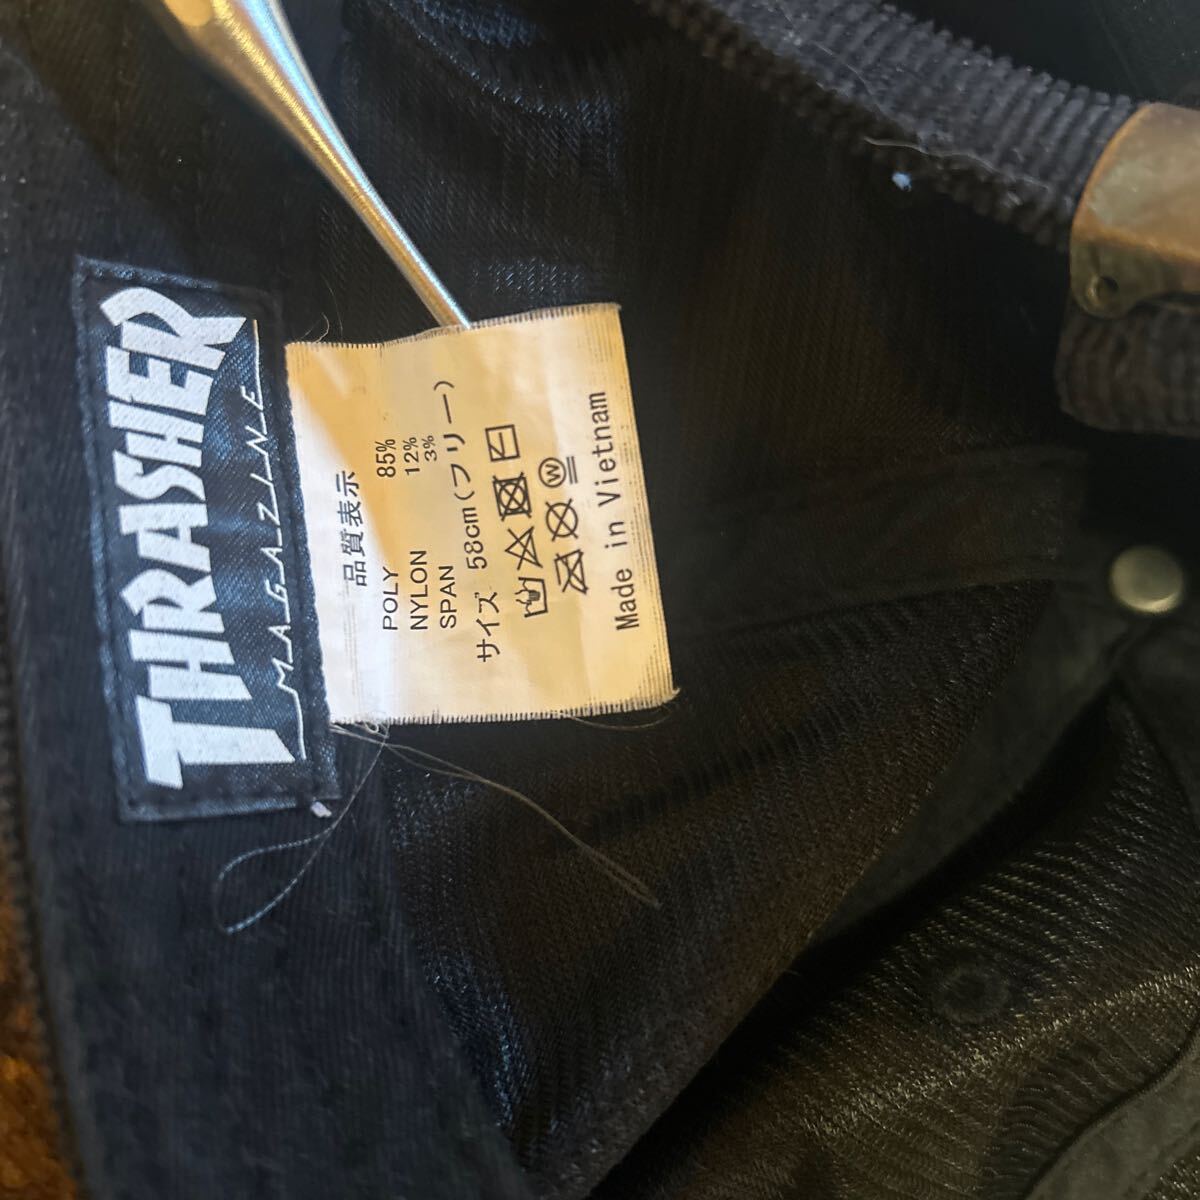 THRASHER
MAGAZINE
品質表示
POLY 85%
NYLON 12%
SPAN 3%
サイズ 58cm(フリー)
W
Made in Vietnam